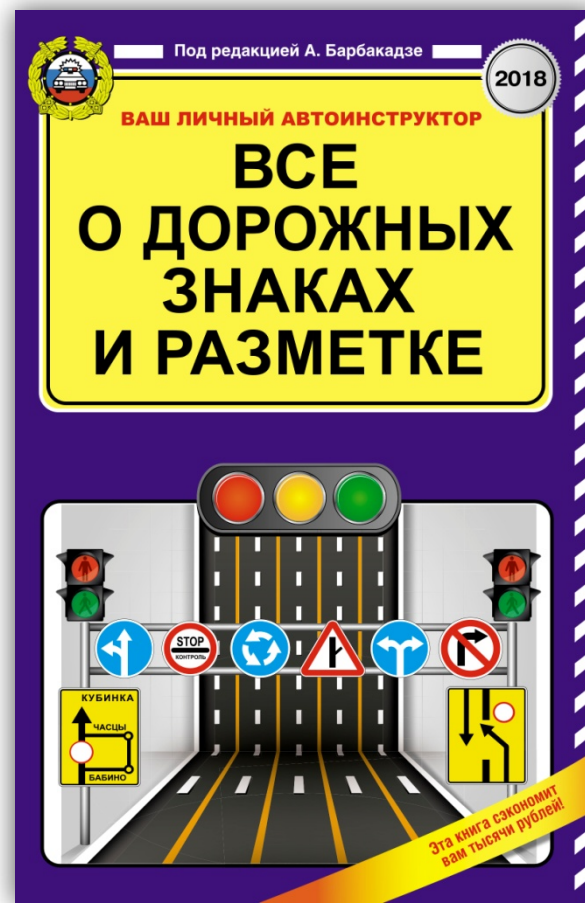 Под редакцией А. Барбакадзе
2018
ВАШ ЛИЧНЫЙ АВТОИНСТРУКТОР
ВСЕ
О ДОРОЖНЫХ
ЗНАКАХ
И РАЗМЕТКЕ
STOP
КОНТРОЛЬ
КУБИНКА
ЧАСЦЫ
БАБИНО
Эта книга сэкономит
вам тысячи рублей!